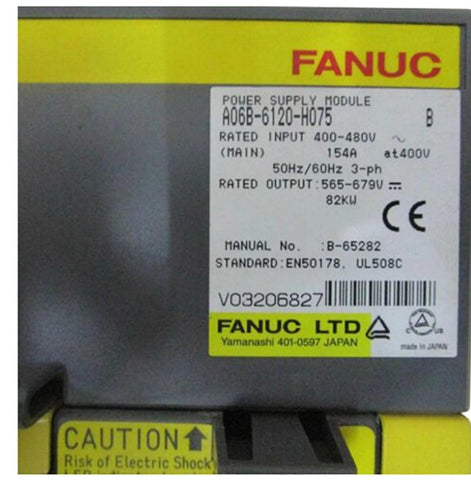 FANUC
POWER SUPPLY MODULE
A06B-6120-H075 B
RATED INPUT 400-480V ~
(MAIN) 154A at400V
50Hz/60Hz 3-ph
RATED OUTPUT:565-679V ⎓
82KW
CE
MANUAL No. :B-65282
STANDARD:EN50178, UL508C
V03206827
FANUC LTD
Yamanashi 401-0597 JAPAN
made in JAPAN
CAUTION
Risk of Electric Shock